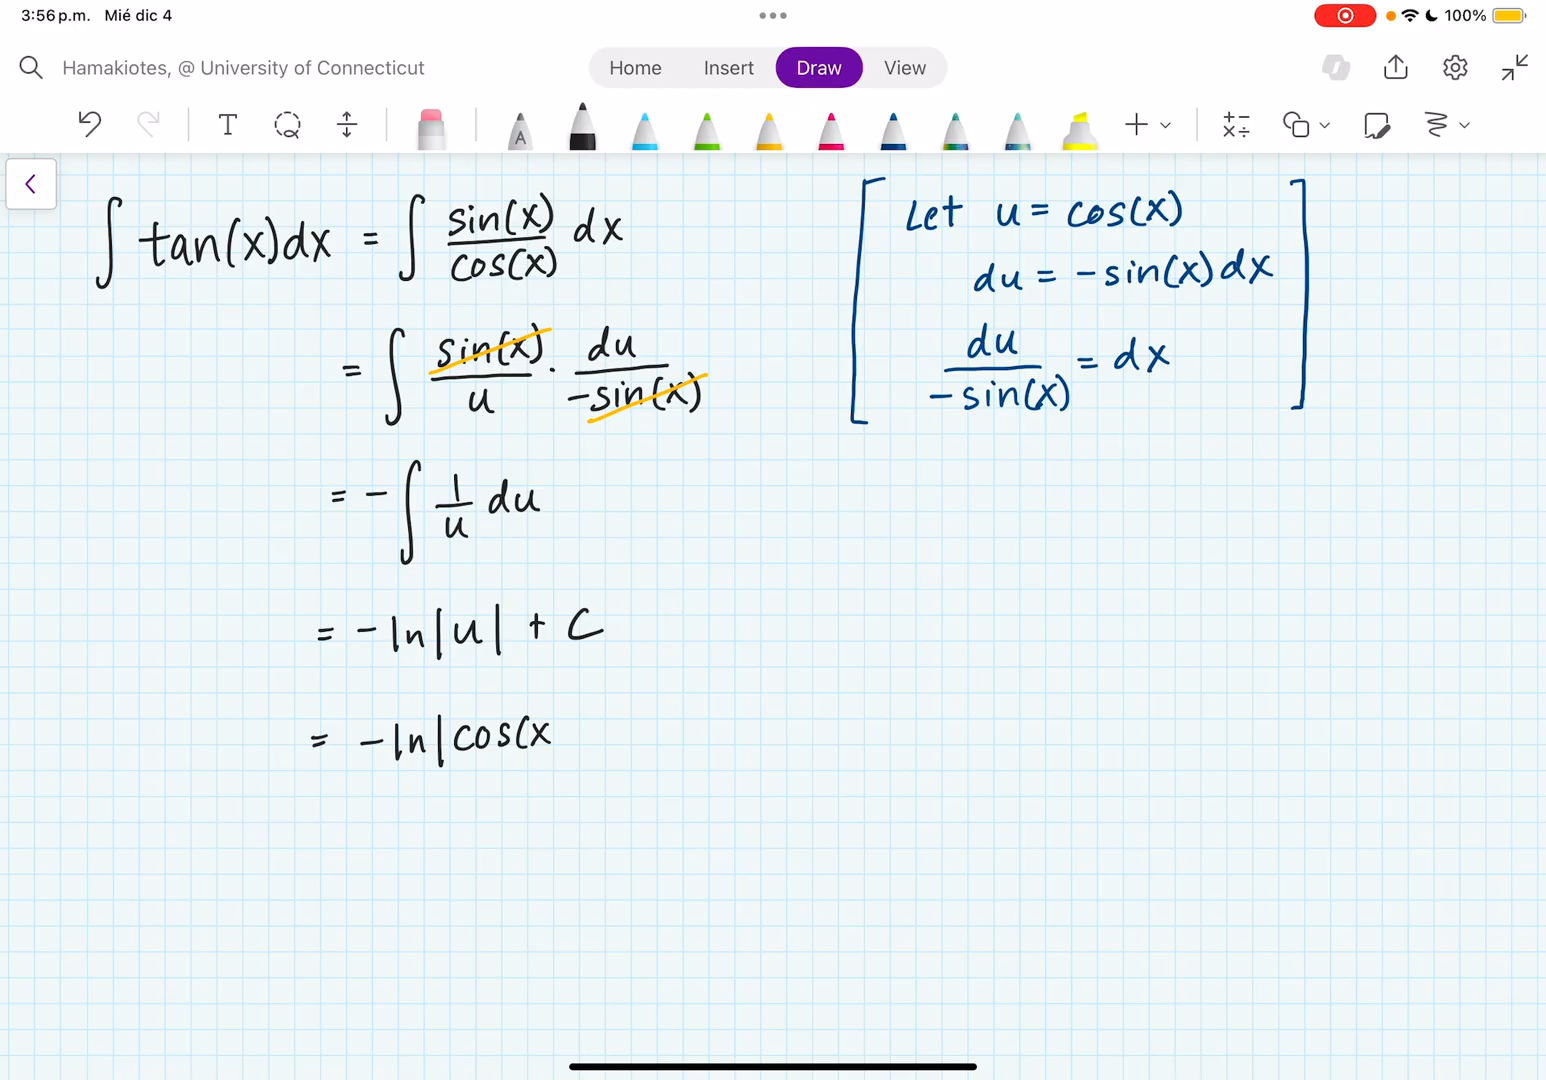 3:56 p.m. Mié dic 4
100%
Hamakiotes, @ University of Connecticut
Home Insert Draw View
T
A
∫ tan(x)dx = ∫ sin(x)/cos(x) dx
= ∫ sin(x)/u · du/-sin(x)
= - ∫ 1/u du
= -ln|u| + C
= -ln|cos(x
Let u = cos(x)
du = -sin(x)dx
du/-sin(x) = dx